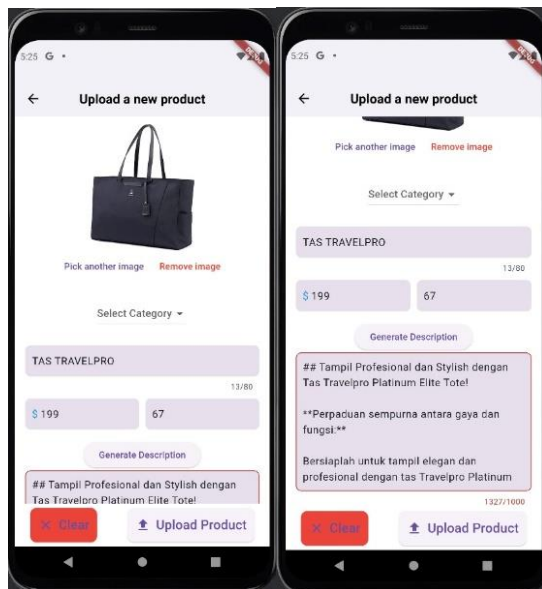 5:25 G
DEBUG
Upload a new product
Pick another image Remove image
Select Category
TAS TRAVELPRO
13/80
$ 199 67
Generate Description
## Tampil Profesional dan Stylish dengan
Tas Travelpro Platinum Elite Tote!
Clear Upload Product
5:25 G
Upload a new product
Pick another image Remove image
Select Category
TAS TRAVELPRO
13/80
$ 199 67
Generate Description
## Tampil Profesional dan Stylish dengan
Tas Travelpro Platinum Elite Tote!
**Perpaduan sempurna antara gaya dan
fungsi:**
Bersiaplah untuk tampil elegan dan
profesional dengan tas Travelpro Platinum
1327/1000
Clear Upload Product